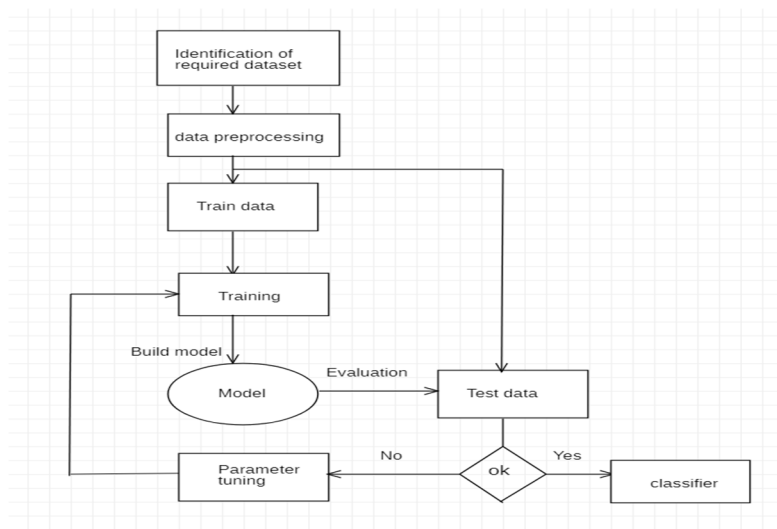 Identification of
required dataset
data preprocessing
Train data
Training
Build model
Model
Evaluation
Test data
ok
No
Yes
Parameter
tuning
classifier